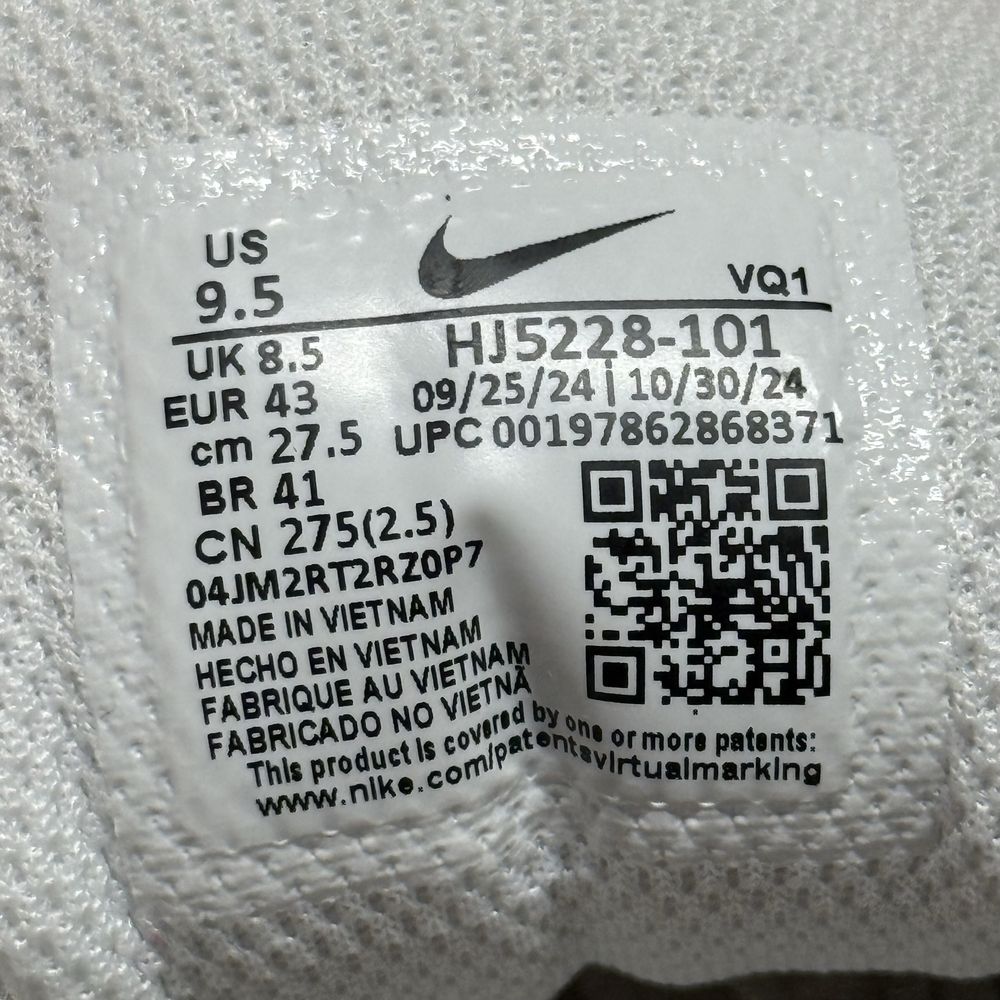 US
9.5
VQ1
UK 8.5
HJ5228-101
EUR 43
09/25/24 | 10/30/24
cm 27.5
UPC 00197862868371
BR 41
CN 275(2.5)
04JM2RT2RZ0P7
MADE IN VIETNAM
HECHO EN VIETNAM
FABRIQUE AU VIETNAM
FABRICADO NO VIETNÃ
This product is covered by one or more patents:
www.nike.com/patentsvirtualmarking